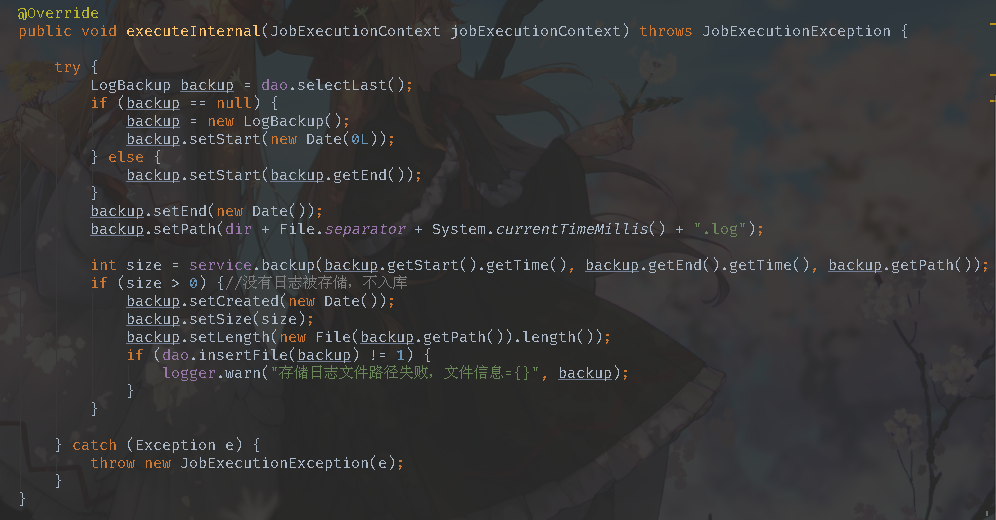 @Override
public void executeInternal(JobExecutionContext jobExecutionContext) throws JobExecutionException {
try {
LogBackup backup = dao.selectLast();
if (backup == null) {
backup = new LogBackup();
backup.setStart(new Date(0L));
} else {
backup.setStart(backup.getEnd());
}
backup.setEnd(new Date());
backup.setPath(dir + File.separator + System.currentTimeMillis() + ".log");
int size = service.backup(backup.getStart().getTime(), backup.getEnd().getTime(), backup.getPath());
if (size > 0) {//没有日志被存储，不入库
backup.setCreated(new Date());
backup.setSize(size);
backup.setLength(new File(backup.getPath()).length());
if (dao.insertFile(backup) != 1) {
logger.warn("存储日志文件路径失败，文件信息={}", backup);
}
}
} catch (Exception e) {
throw new JobExecutionException(e);
}
}